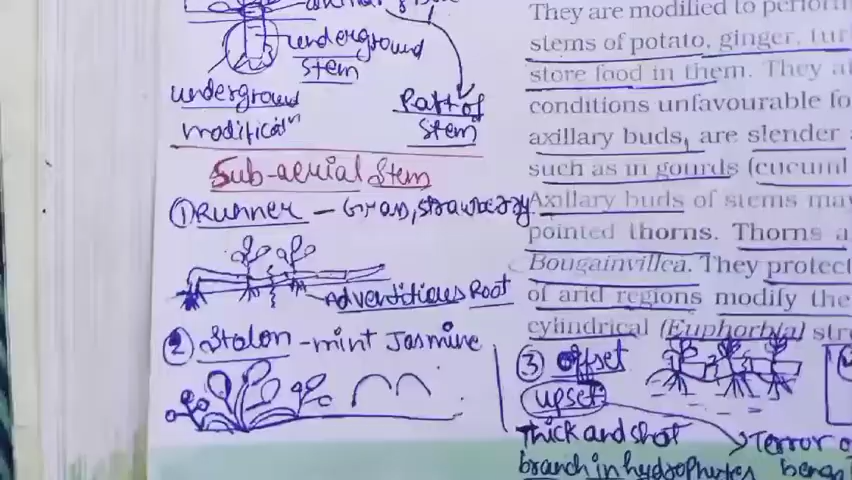 underground
stem
underground
modificatⁿ
Part of
stem
Sub-aerial Stem
① Runner - Grass, strawberry
Adventitious Root
② Stolon - mint Jasmine
They are modified to perform
stems of potato, ginger, tur
store food in them. They a
conditions unfavourable fo
axillary buds, are slender
such as in gourds (cucum
Axillary buds of stems may
pointed thorns. Thorns a
Bougainvillea. They protect
of arid regions modify the
cylindrical (Euphorbia) str
③ offset
upset
Thick and short
branch in hydrophytes
Terror o
benga